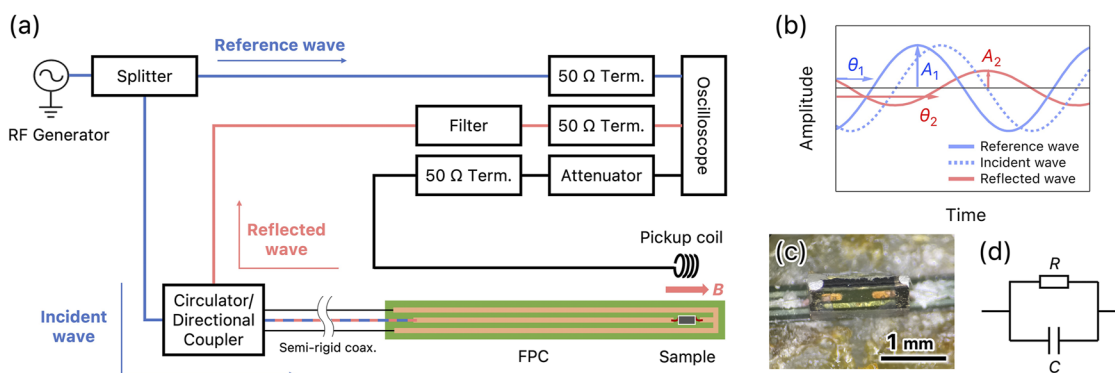 (a)
Reference wave
Splitter
RF Generator
50 Ω Term.
Filter
50 Ω Term.
50 Ω Term.
Attenuator
Oscilloscope
Reflected
wave
Pickup coil
B
Incident
wave
Circulator/
Directional
Coupler
Semi-rigid coax.
FPC
Sample
(b)
Amplitude
θ1
A1
A2
θ2
Reference wave
Incident wave
Reflected wave
Time
(c)
1 mm
(d)
R
C